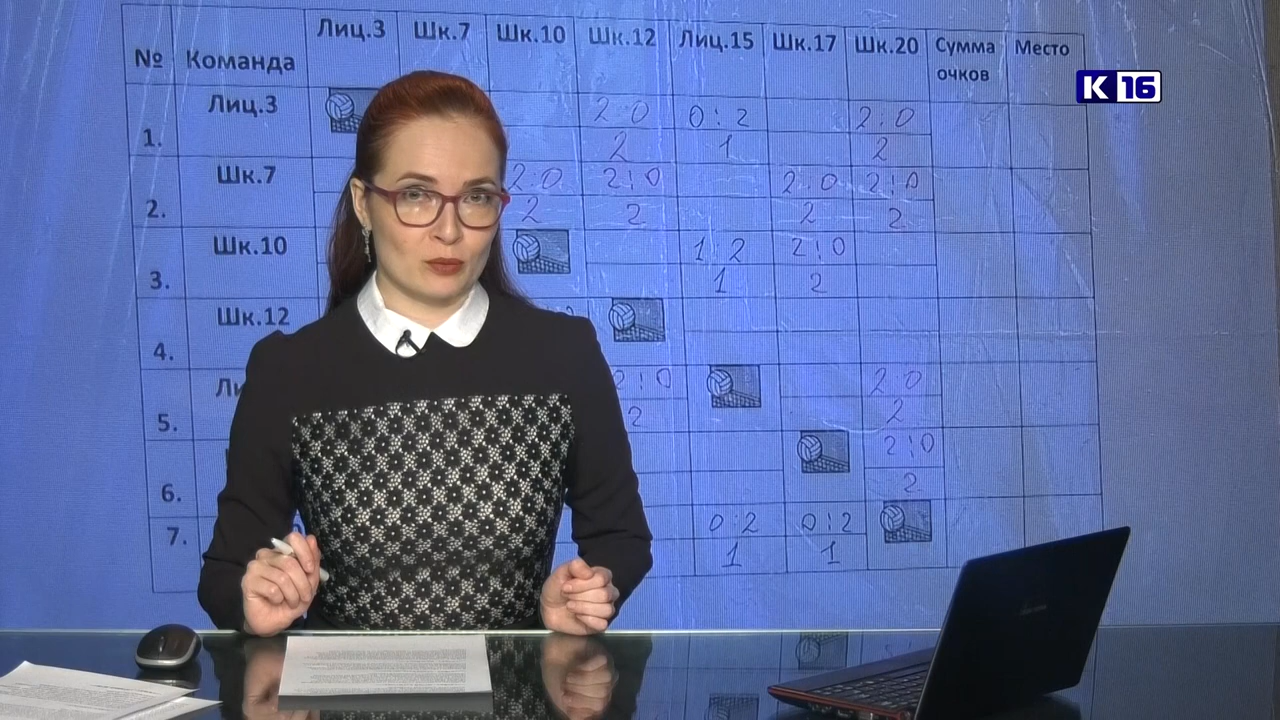 № Команда Лиц.3 Шк.7 Шк.10 Шк.12 Лиц.15 Шк.17 Шк.20 Сумма очков Место
К 16
1. Лиц.3 2:0 0:2 2:0
2 1 2
2. Шк.7 2:0 2:0 2:0 2:0
2 2 2 2
3. Шк.10 1:2 2:0
1 2
4. Шк.12
5. 2:0 2:0
2 2
6. 2:0
2
7. 0:2 0:2
1 1